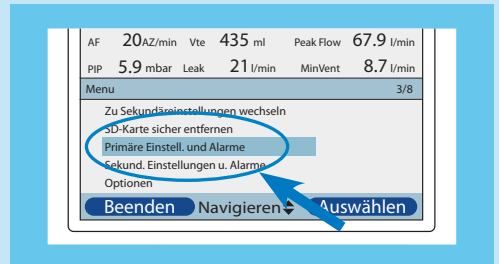 AF 20 AZ/min Vte 435 ml Peak Flow 67.9 l/min
PIP 5.9 mbar Leak 21 l/min MinVent 8.7 l/min
Menu 3/8
Zu Sekundäreinstellungen wechseln
SD-Karte sicher entfernen
Primäre Einstell. und Alarme
Sekund. Einstellungen u. Alarme
Optionen
Beenden Navigieren Auswählen